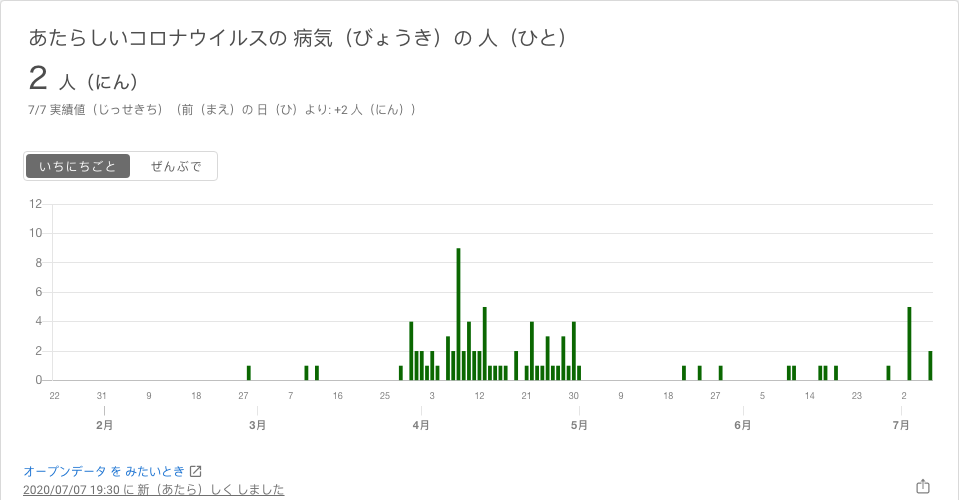 あたらしいコロナウイルスの 病気（びょうき）の 人（ひと）
2 人（にん）
7/7 実績値（じっせきち）（前（まえ）の 日（ひ）より: +2 人（にん））
いちにちごと ぜんぶで
12
10
8
6
4
2
0
22 31 9 18 27 7 16 25 3 12 21 30 9 18 27 5 14 23 2
2月 3月 4月 5月 6月 7月
オープンデータ を みたいとき
2020/07/07 19:30 に 新（あたら）しく しました